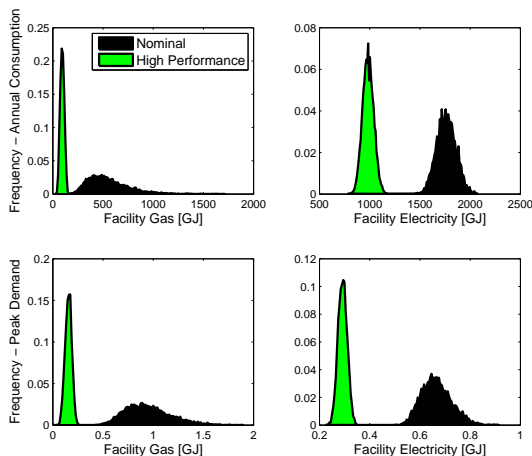 0.25
0.2
0.15
0.1
0.05
0
0 500 1000 1500 2000
Facility Gas [GJ]
Frequency − Annual Consumption
Nominal
High Performance
0.08
0.06
0.04
0.02
0
500 1000 1500 2000 2500
Facility Electricity [GJ]
0.2
0.15
0.1
0.05
0
0 0.5 1 1.5 2
Facility Gas [GJ]
Frequency − Peak Demand
0.12
0.1
0.08
0.06
0.04
0.02
0
0.2 0.4 0.6 0.8 1
Facility Electricity [GJ]